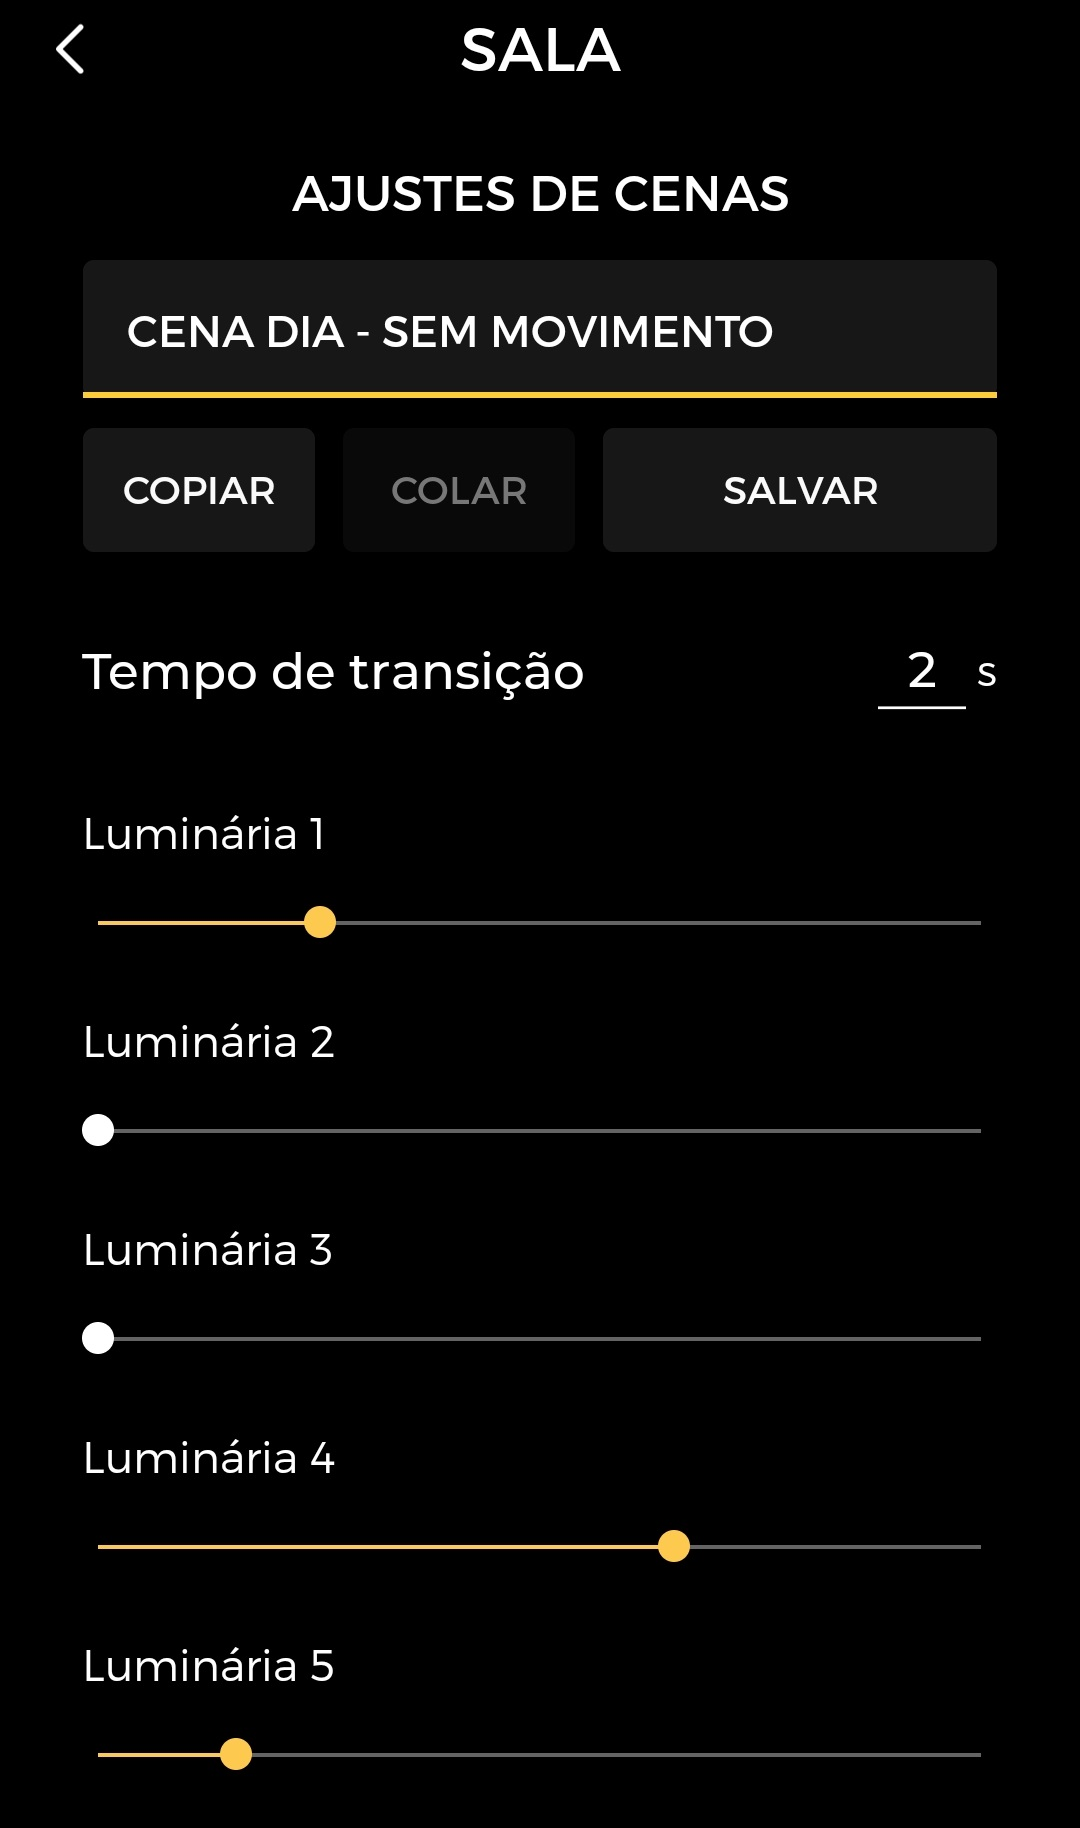 SALA
AJUSTES DE CENAS
CENA DIA - SEM MOVIMENTO
COPIAR COLAR SALVAR
Tempo de transição 2 s
Luminária 1
Luminária 2
Luminária 3
Luminária 4
Luminária 5